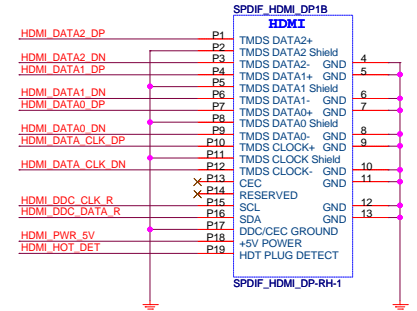 SPDIF_HDMI_DP1B
HDMI
HDMI_DATA2_DP P1 TMDS DATA2+
P2 TMDS DATA2 Shield
HDMI_DATA2_DN P3 TMDS DATA2- GND 4
HDMI_DATA1_DP P4 TMDS DATA1+ GND 5
P5 TMDS DATA1 Shield
HDMI_DATA1_DN P6 TMDS DATA1- GND 6
HDMI_DATA0_DP P7 TMDS DATA0+ GND 7
P8 TMDS DATA0 Shield
HDMI_DATA0_DN P9 TMDS DATA0- GND 8
HDMI_DATA_CLK_DP P10 TMDS CLOCK+ GND 9
P11 TMDS CLOCK Shield
HDMI_DATA_CLK_DN P12 TMDS CLOCK- GND 10
P13 CEC GND 11
P14 RESERVED
HDMI_DDC_CLK_R P15 SCL GND 12
HDMI_DDC_DATA_R P16 SDA GND 13
P17 DDC/CEC GROUND
HDMI_PWR_5V P18 +5V POWER
HDMI_HOT_DET P19 HDT PLUG DETECT
SPDIF_HDMI_DP-RH-1